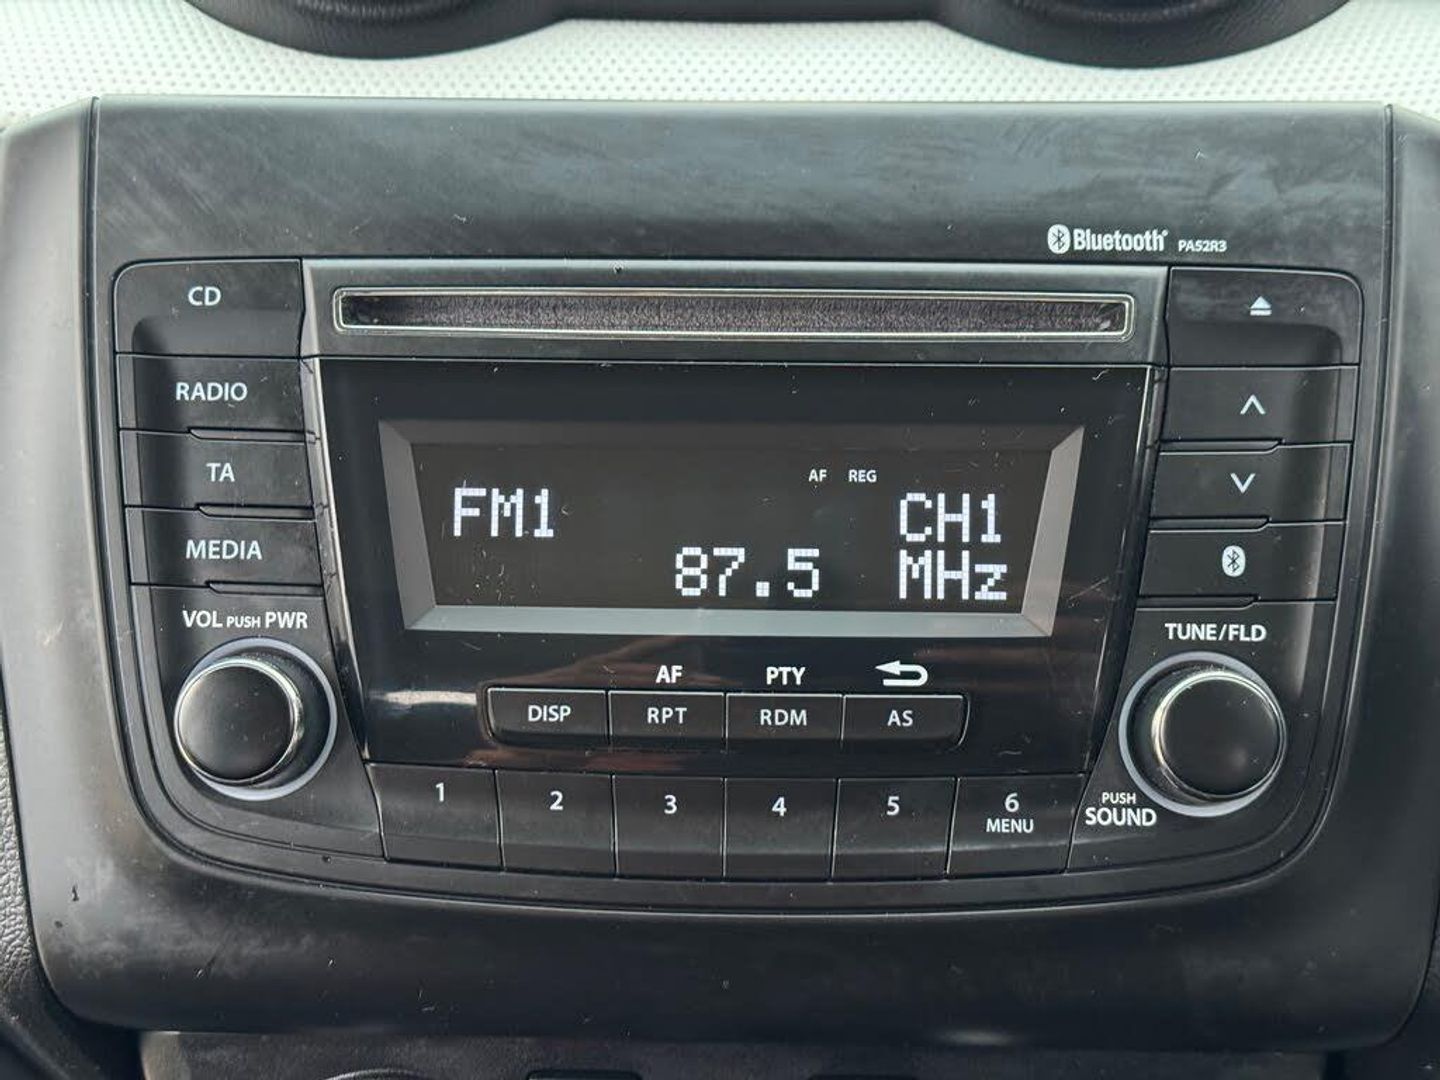 Bluetooth PA52R3
CD
RADIO
TA
MEDIA
VOL PUSH PWR
AF REG
FM1 CH1
87.5 MHz
TUNE/FLD
AF PTY
DISP RPT RDM AS
1 2 3 4 5 6
MENU
PUSH
SOUND